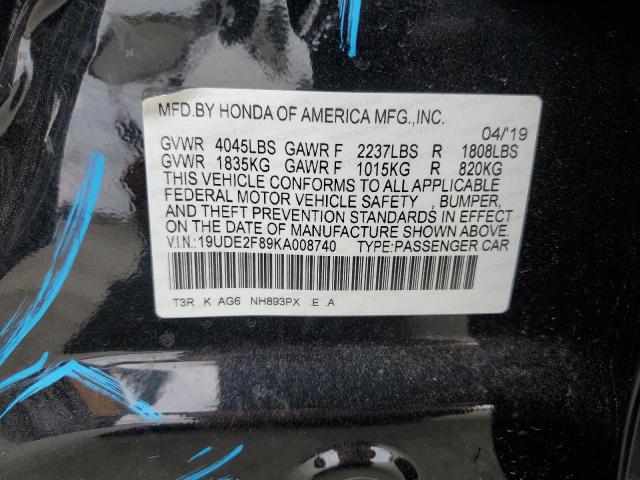 MFD.BY HONDA OF AMERICA MFG.,INC.
04/'19
GVWR 4045LBS GAWR F 2237LBS R 1808LBS
GVWR 1835KG GAWR F 1015KG R 820KG
THIS VEHICLE CONFORMS TO ALL APPLICABLE
FEDERAL MOTOR VEHICLE SAFETY , BUMPER,
AND THEFT PREVENTION STANDARDS IN EFFECT
ON THE DATE OF MANUFACTURE SHOWN ABOVE.
V.I.N:19UDE2F89KA008740 TYPE:PASSENGER CAR
T3R K AG6 NH893PX .E .A